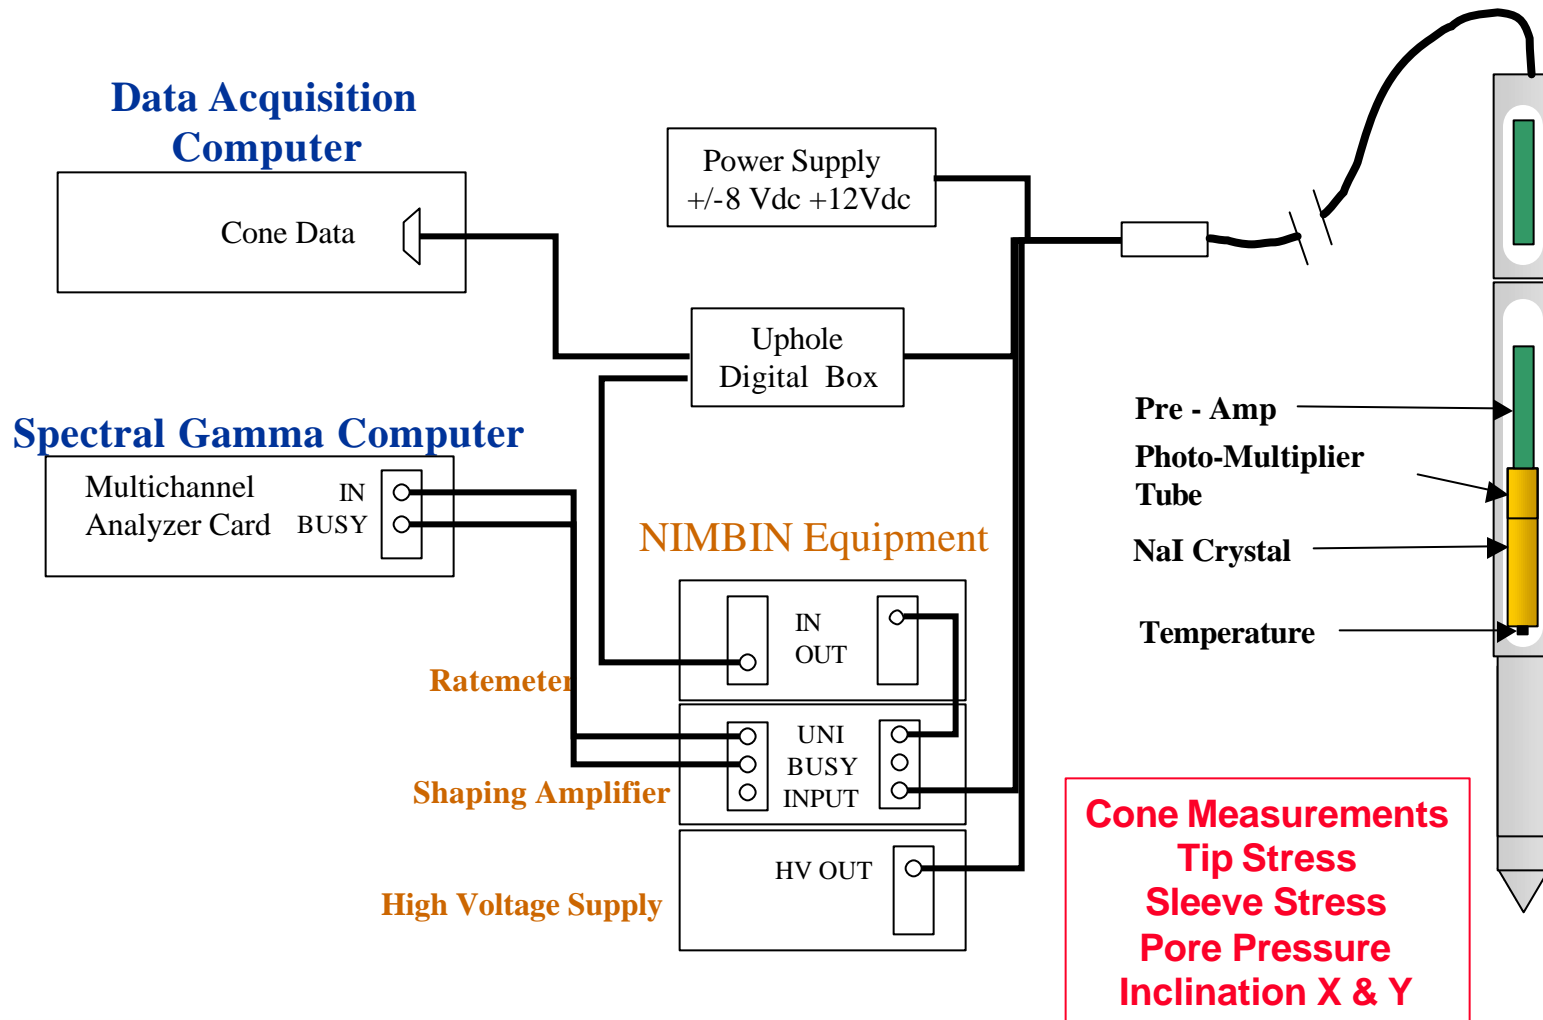 Data Acquisition
Computer
Cone Data
Power Supply
+/-8 Vdc +12Vdc
Uphole
Digital Box
Spectral Gamma Computer
Multichannel
Analyzer Card
IN
BUSY
NIMBIN Equipment
IN
OUT
Ratemeter
UNI
BUSY
INPUT
Shaping Amplifier
HV OUT
High Voltage Supply
Pre - Amp
Photo-Multiplier
Tube
NaI Crystal
Temperature
Cone Measurements
Tip Stress
Sleeve Stress
Pore Pressure
Inclination X & Y